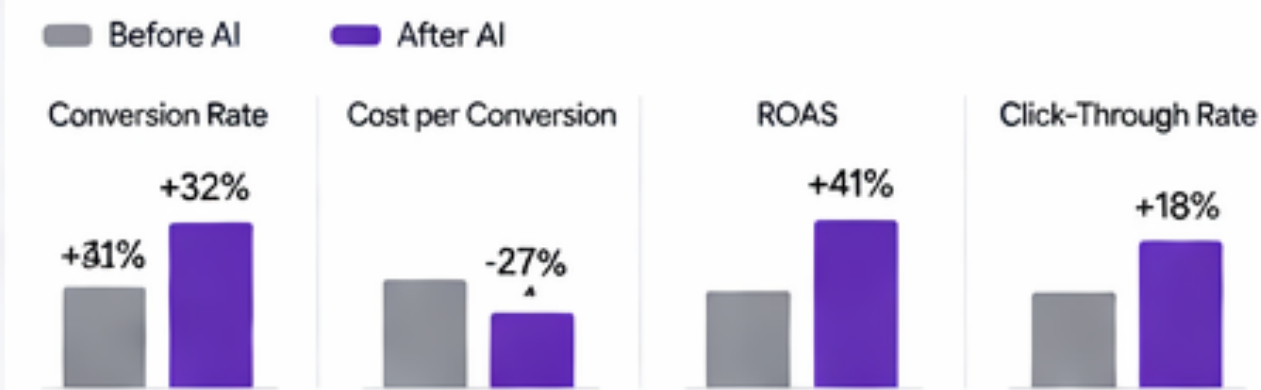 Before AI After AI
Conversion Rate Cost per Conversion ROAS Click-Through Rate
+32% -27% +41% +18%